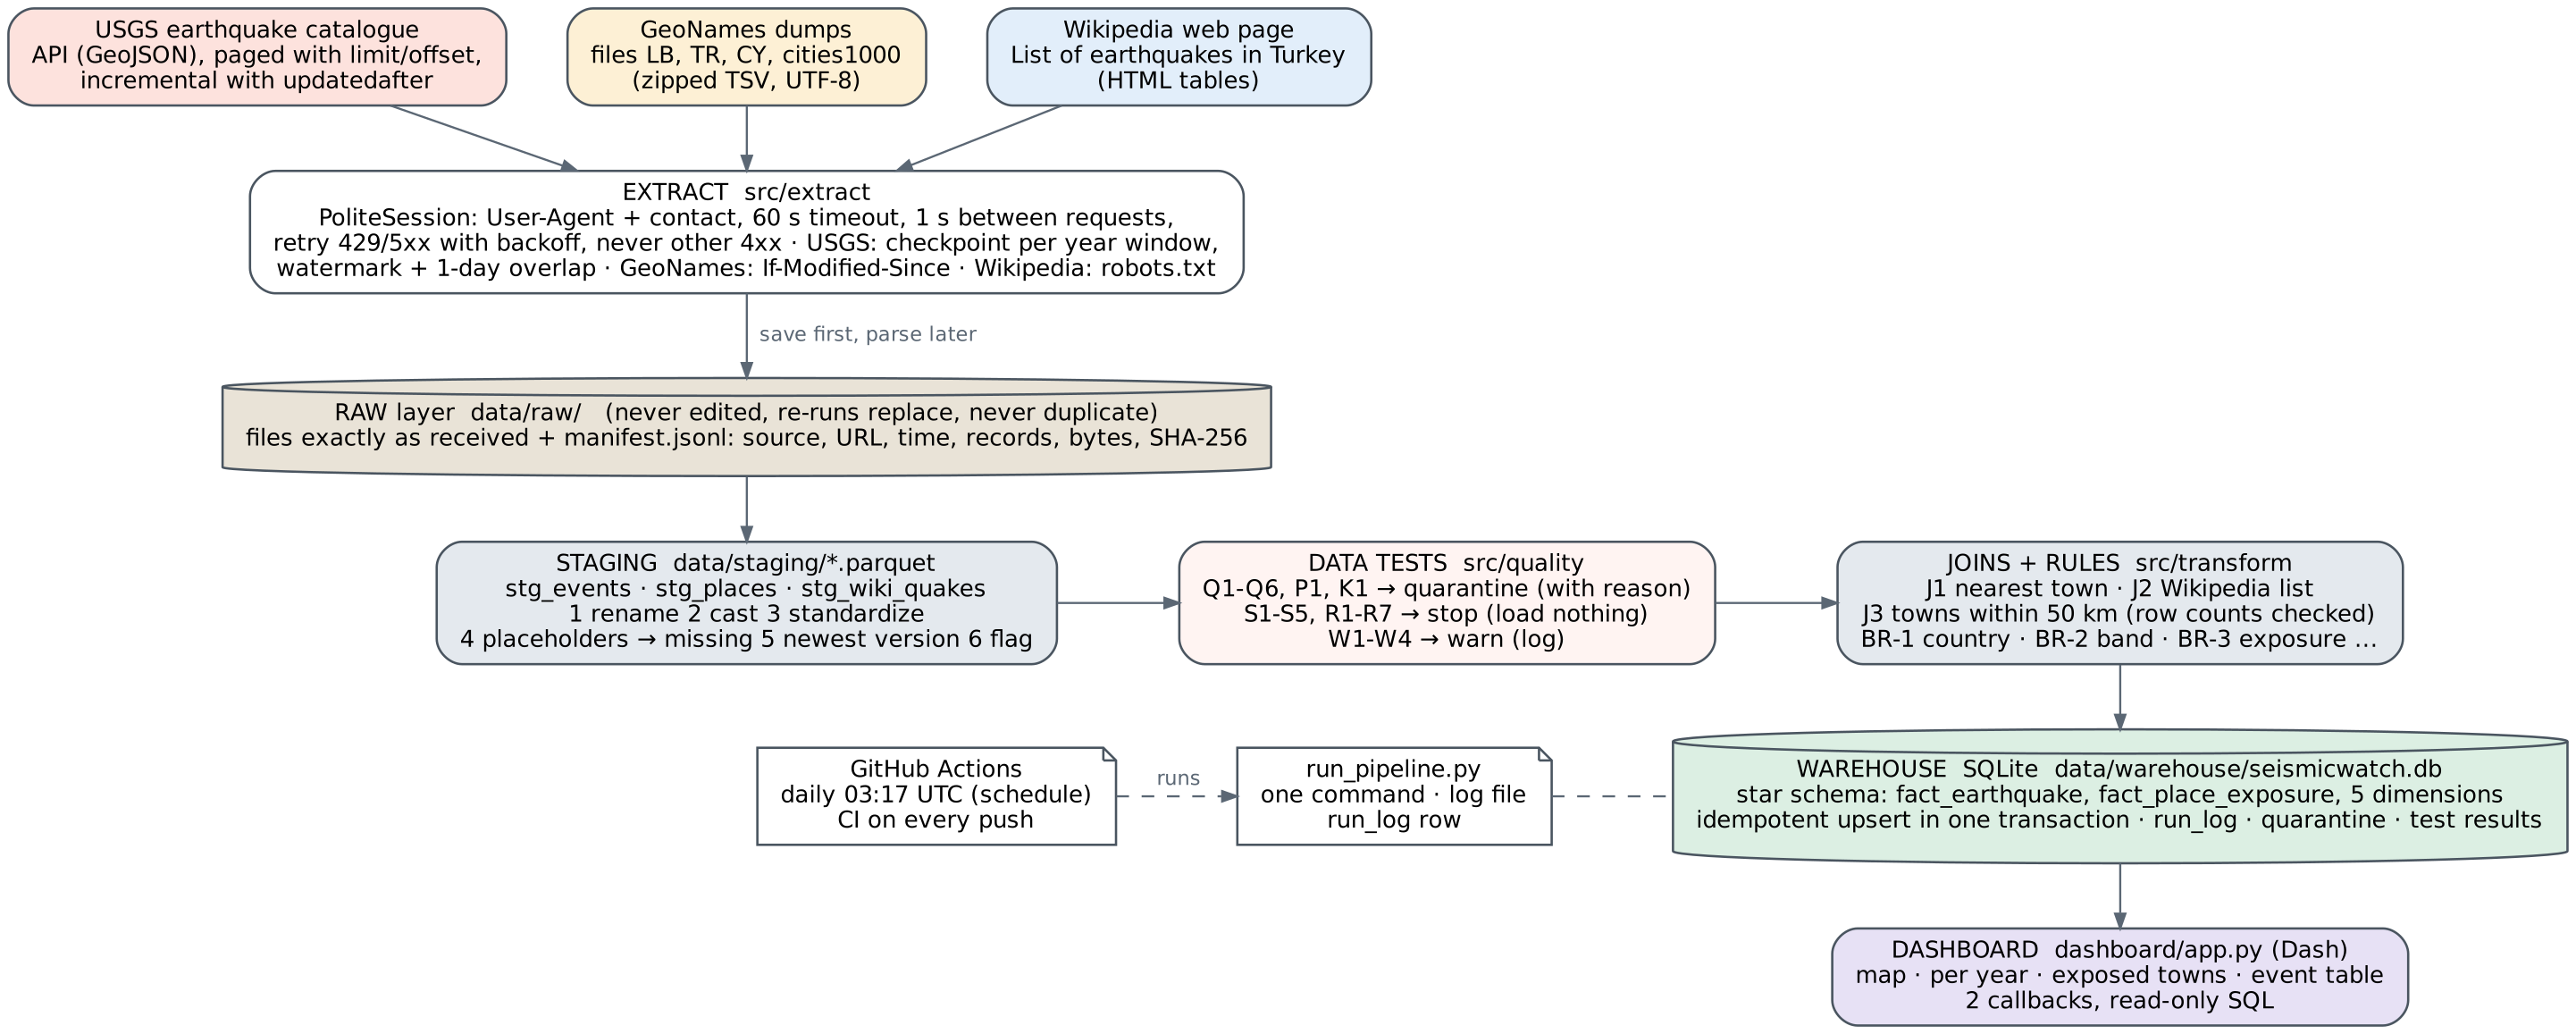 USGS earthquake catalogue
API (GeoJSON), paged with limit/offset,
incremental with updatedafter
GeoNames dumps
files LB, TR, CY, cities1000
(zipped TSV, UTF-8)
Wikipedia web page
List of earthquakes in Turkey
(HTML tables)
EXTRACT  src/extract
PoliteSession: User-Agent + contact, 60 s timeout, 1 s between requests,
retry 429/5xx with backoff, never other 4xx · USGS: checkpoint per year window,
watermark + 1-day overlap · GeoNames: If-Modified-Since · Wikipedia: robots.txt
save first, parse later
RAW layer  data/raw/   (never edited, re-runs replace, never duplicate)
files exactly as received + manifest.jsonl: source, URL, time, records, bytes, SHA-256
STAGING  data/staging/*.parquet
stg_events · stg_places · stg_wiki_quakes
1 rename 2 cast 3 standardize
4 placeholders → missing 5 newest version 6 flag
DATA TESTS  src/quality
Q1-Q6, P1, K1 → quarantine (with reason)
S1-S5, R1-R7 → stop (load nothing)
W1-W4 → warn (log)
JOINS + RULES  src/transform
J1 nearest town · J2 Wikipedia list
J3 towns within 50 km (row counts checked)
BR-1 country · BR-2 band · BR-3 exposure …
GitHub Actions
daily 03:17 UTC (schedule)
CI on every push
runs
run_pipeline.py
one command · log file
run_log row
WAREHOUSE  SQLite  data/warehouse/seismicwatch.db
star schema: fact_earthquake, fact_place_exposure, 5 dimensions
idempotent upsert in one transaction · run_log · quarantine · test results
DASHBOARD  dashboard/app.py (Dash)
map · per year · exposed towns · event table
2 callbacks, read-only SQL